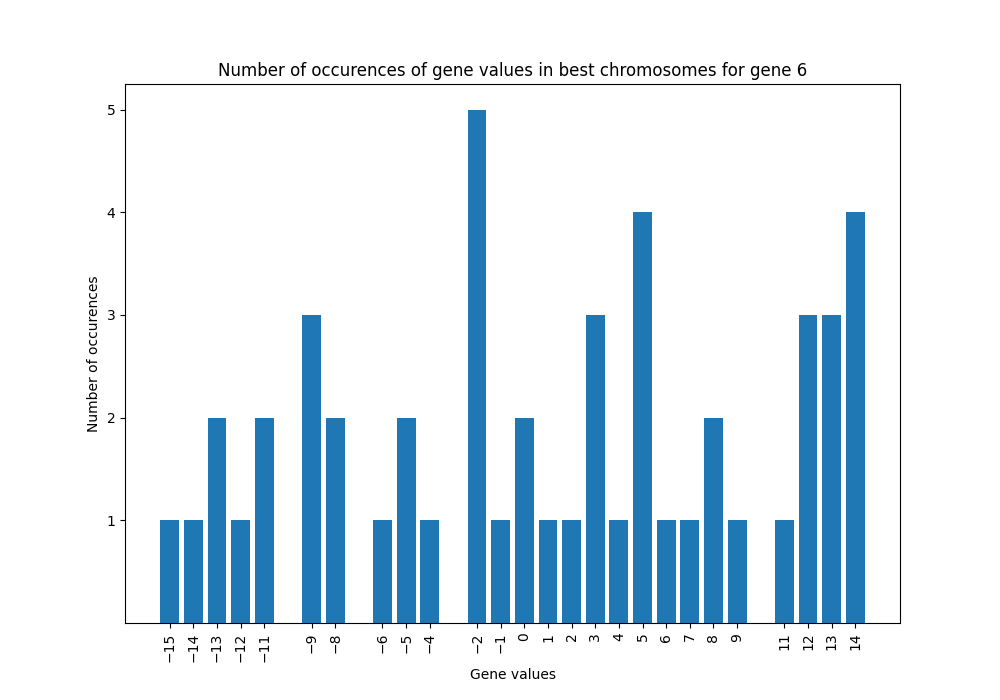 Number of occurences of gene values in best chromosomes for gene 6
5
4
3
2
1
Number of occurences
−15 −14 −13 −12 −11 −9 −8 −6 −5 −4 −2 −1 0 1 2 3 4 5 6 7 8 9 11 12 13 14
Gene values